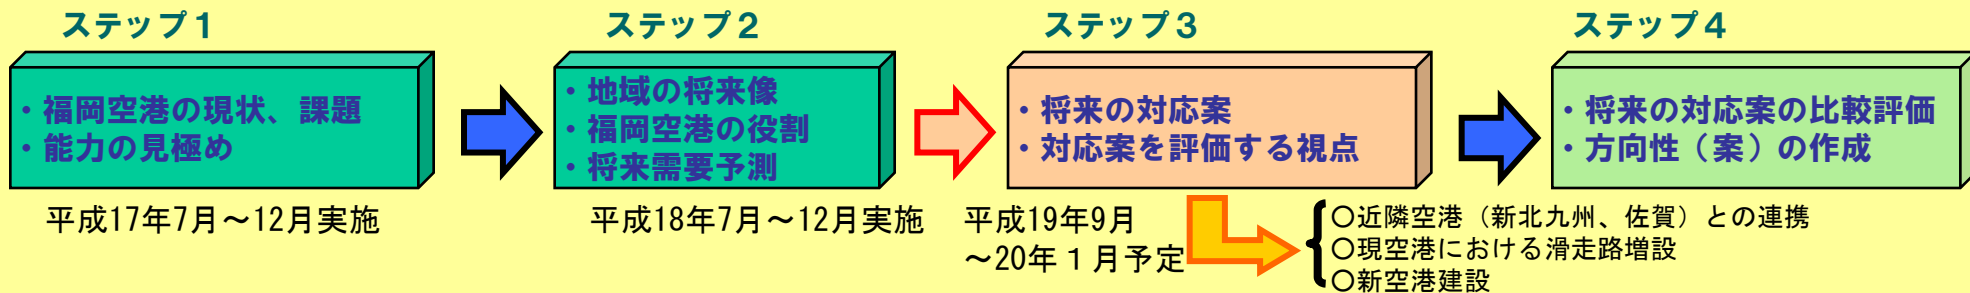 ステップ１
・福岡空港の現状、課題
・能力の見極め
平成17年7月～12月実施
ステップ２
・地域の将来像
・福岡空港の役割
・将来需要予測
平成18年7月～12月実施
ステップ３
・将来の対応案
・対応案を評価する視点
平成19年9月
～20年１月予定
○近隣空港（新北九州、佐賀）との連携
○現空港における滑走路増設
○新空港建設
ステップ４
・将来の対応案の比較評価
・方向性（案）の作成